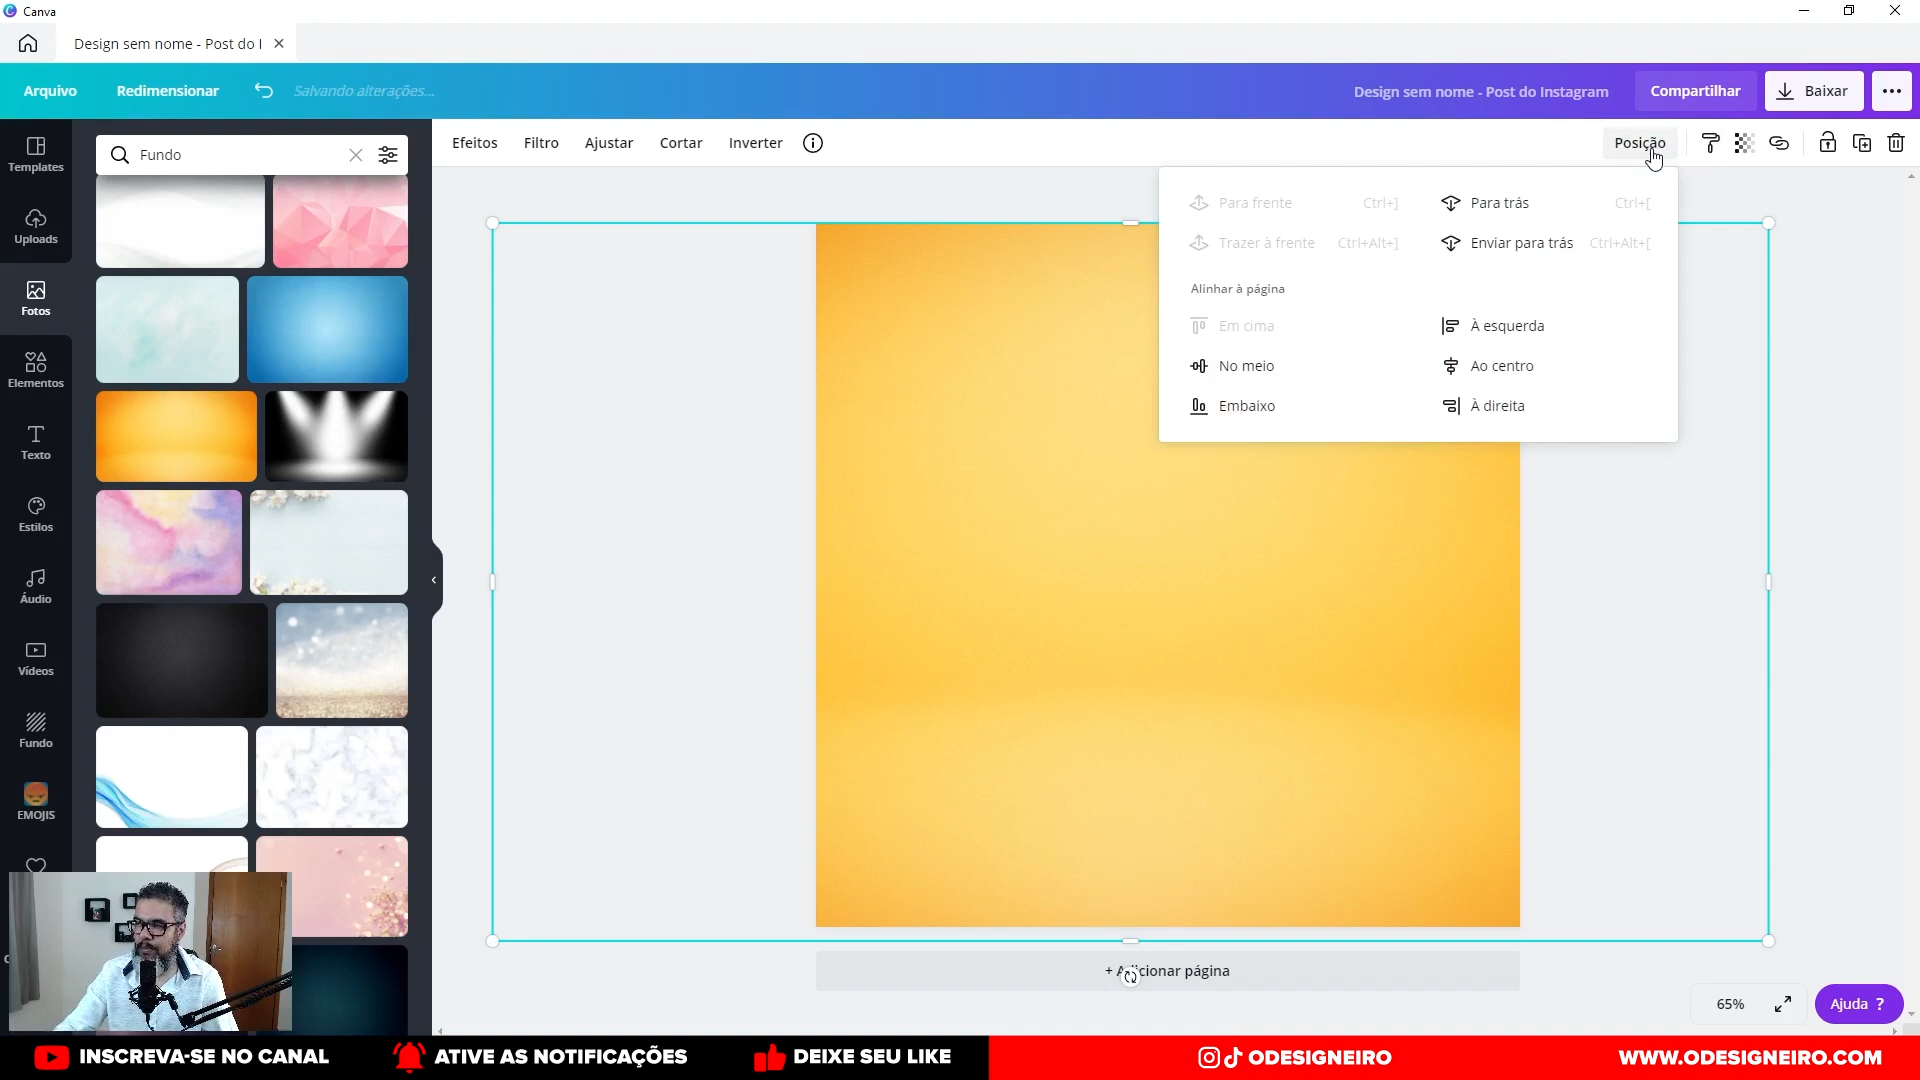 Canva
Design sem nome - Post do I
Arquivo
Redimensionar
Salvando alterações...
Design sem nome - Post do Instagram
Compartilhar
Baixar
Templates
Uploads
Fotos
Elementos
Texto
Estilos
Áudio
Vídeos
Fundo
EMOJIS
Fundo
Efeitos
Filtro
Ajustar
Cortar
Inverter
Posição
Para frente Ctrl+]
Para trás Ctrl+[
Trazer à frente Ctrl+Alt+]
Enviar para trás Ctrl+Alt+[
Alinhar à página
Em cima
À esquerda
No meio
Ao centro
Embaixo
À direita
+ Adicionar página
65%
Ajuda ?
INSCREVA-SE NO CANAL
ATIVE AS NOTIFICAÇÕES
DEIXE SEU LIKE
ODESIGNEIRO
WWW.ODESIGNEIRO.COM